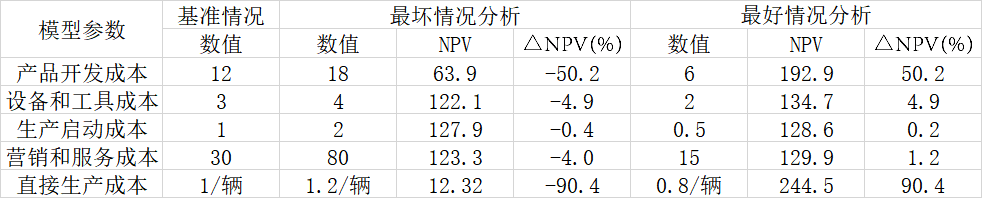 模型参数 基准情况 最坏情况分析 最好情况分析
数值 数值 NPV △NPV(%) 数值 NPV △NPV(%)
产品开发成本 12 18 63.9 -50.2 6 192.9 50.2
设备和工具成本 3 4 122.1 -4.9 2 134.7 4.9
生产启动成本 1 2 127.9 -0.4 0.5 128.6 0.2
营销和服务成本 30 80 123.3 -4.0 15 129.9 1.2
直接生产成本 1/辆 1.2/辆 12.32 -90.4 0.8/辆 244.5 90.4